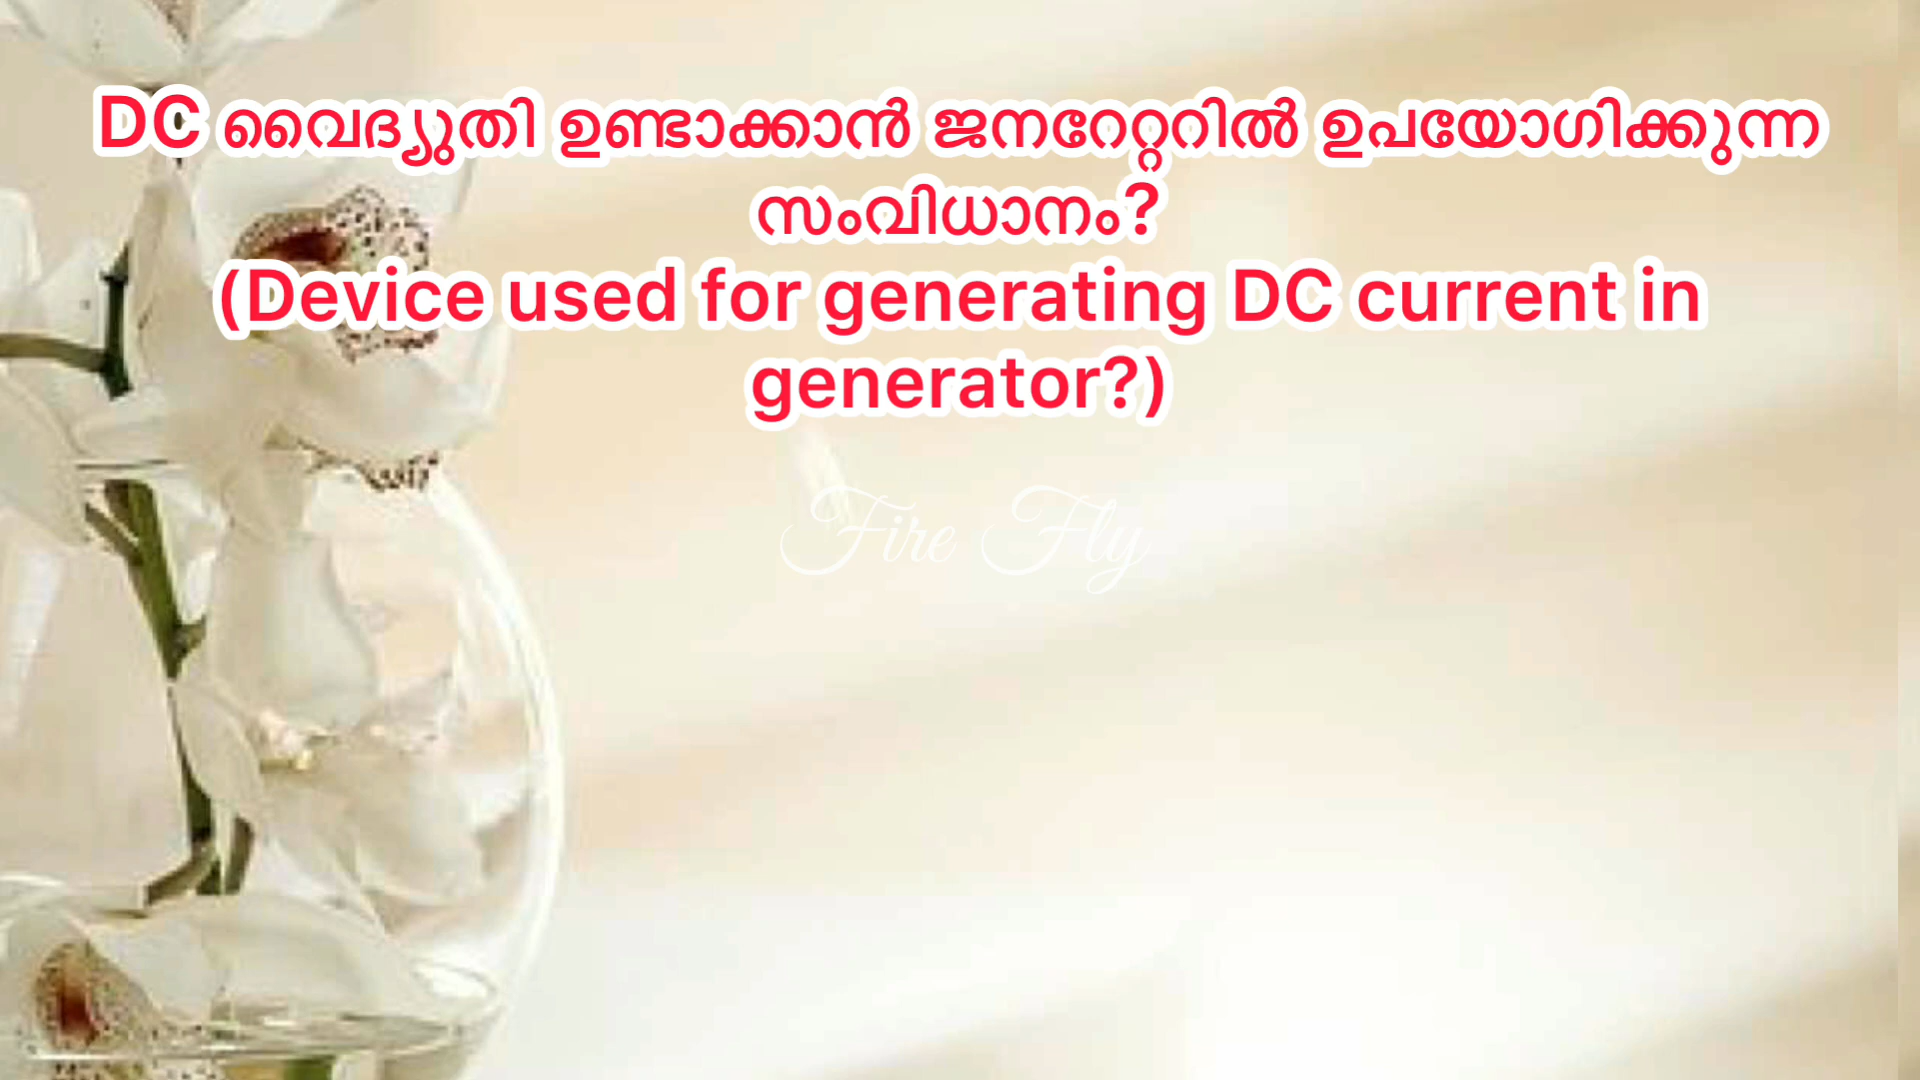 DC വൈദ്യുതി ഉണ്ടാക്കാൻ ജനറേറ്ററിൽ ഉപയോഗിക്കുന്ന
സംവിധാനം?
(Device used for generating DC current in
generator?)
Fire Fly